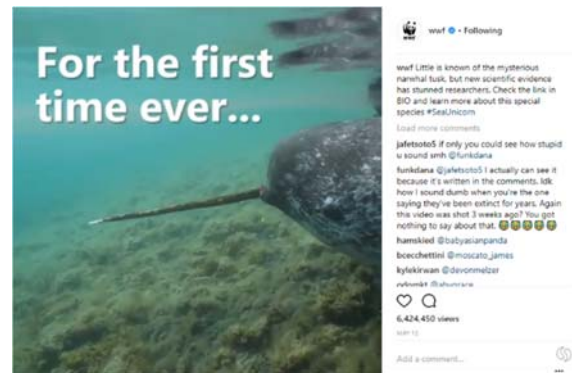 For the first
time ever...
WWF
wwf • Following
wwf Little is known of the mysterious
narwhal tusk, but new scientific evidence
has stunned researchers. Check the link in
BIO and learn more about this special
species #SeaUnicorn
Load more comments
jafetsoto5 if only you could see how stupid
u sound smh @funkdana
funkdana @jafetsoto5 I actually can see it
because it's written in the comments. Idk
how I sound dumb when you're the one
saying they've been extinct for years. Again
this video was shot 3 weeks ago? You got
nothing to say about that.
hamskied @babyasianpanda
bcecchettini @moscato_james
kylekirwan @devonmelzer
6,424,450 views
MAY 12
Add a comment...